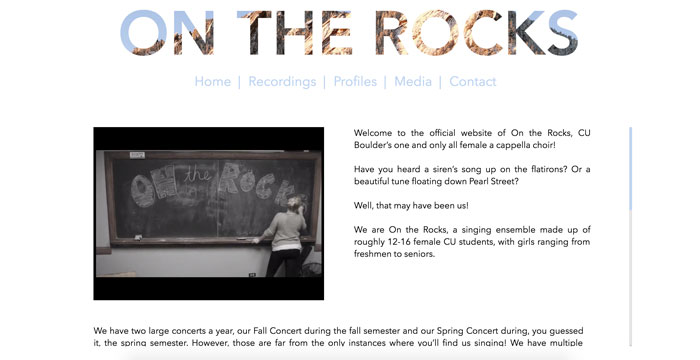 ON THE ROCKS
Home | Recordings | Profiles | Media | Contact
ON the Rocks
Welcome to the official website of On the Rocks, CU
Boulder's one and only all female a cappella choir!
Have you heard a siren's song up on the flatirons? Or a
beautiful tune floating down Pearl Street?
Well, that may have been us!
We are On the Rocks, a singing ensemble made up of
roughly 12-16 female CU students, with girls ranging from
freshmen to seniors.
We have two large concerts a year, our Fall Concert during the fall semester and our Spring Concert during, you guessed
it, the spring semester. However, those are far from the only instances where you'll find us singing! We have multiple